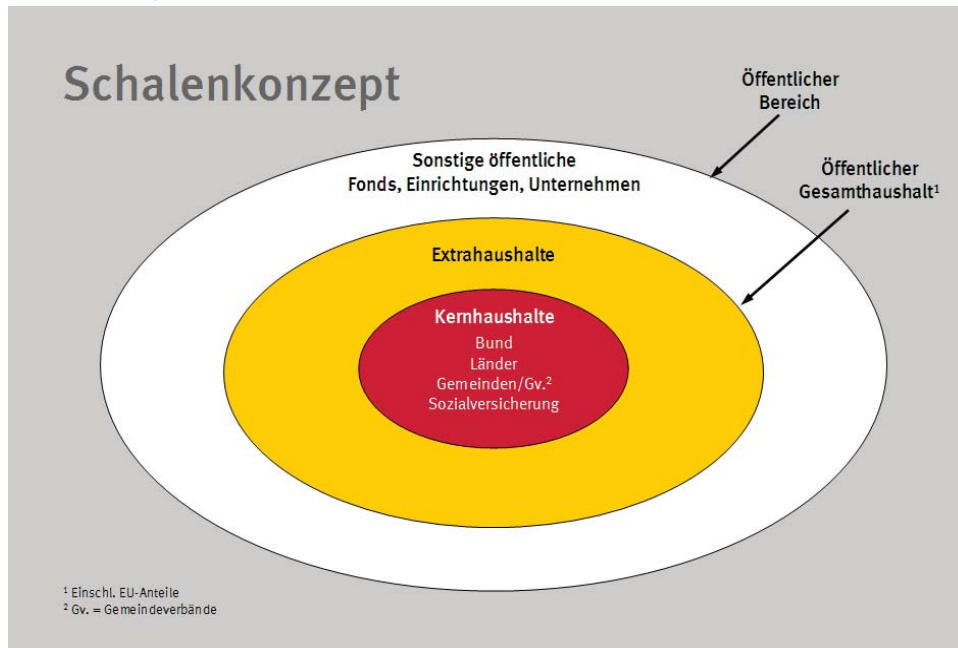 Schalenkonzept
Öffentlicher
Bereich
Sonstige öffentliche
Fonds, Einrichtungen, Unternehmen
Öffentlicher
Gesamthaushalt¹
Extrahaushalte
Kernhaushalte
Bund
Länder
Gemeinden/Gv.²
Sozialversicherung
¹ Einschl. EU-Anteile
² Gv. = Gemeindeverbände